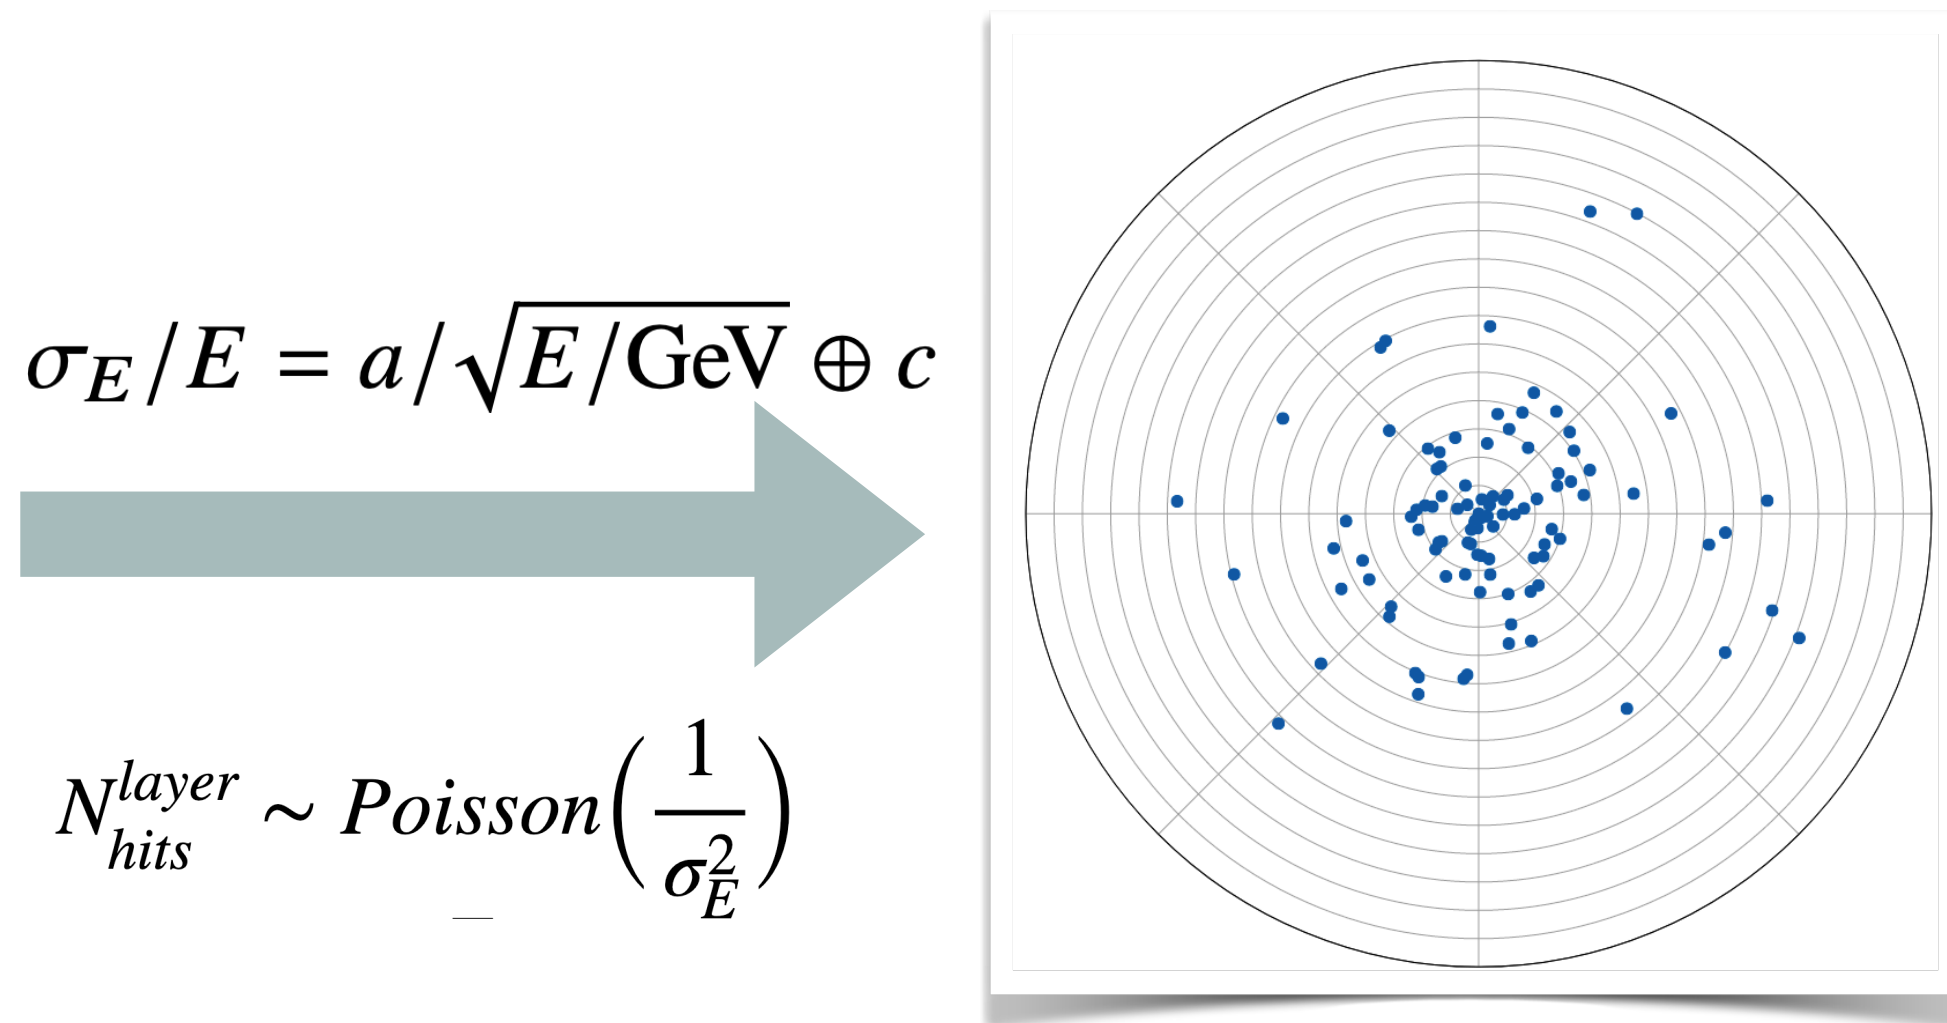 σ_E/E = a/√(E/GeV) ⊕ c
N_hits^layer ~ Poisson(1/σ_E^2)